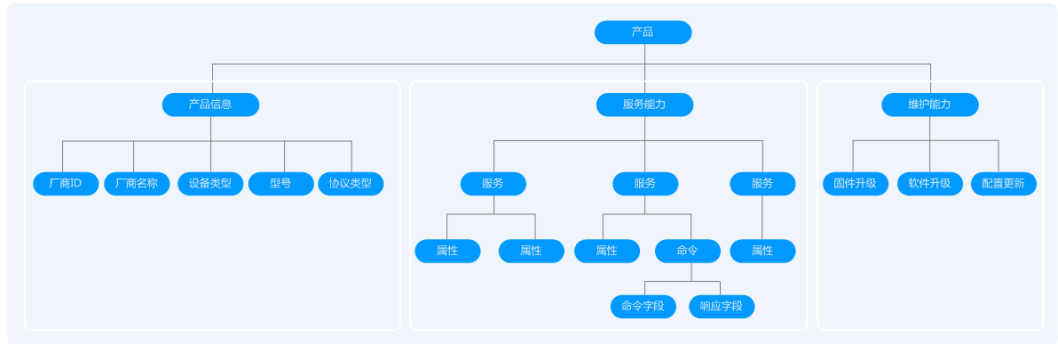 产品
产品信息
服务能力
维护能力
厂商ID
厂商名称
设备类型
型号
协议类型
服务
服务
服务
固件升级
软件升级
配置更新
属性
属性
属性
命令
属性
命令字段
响应字段